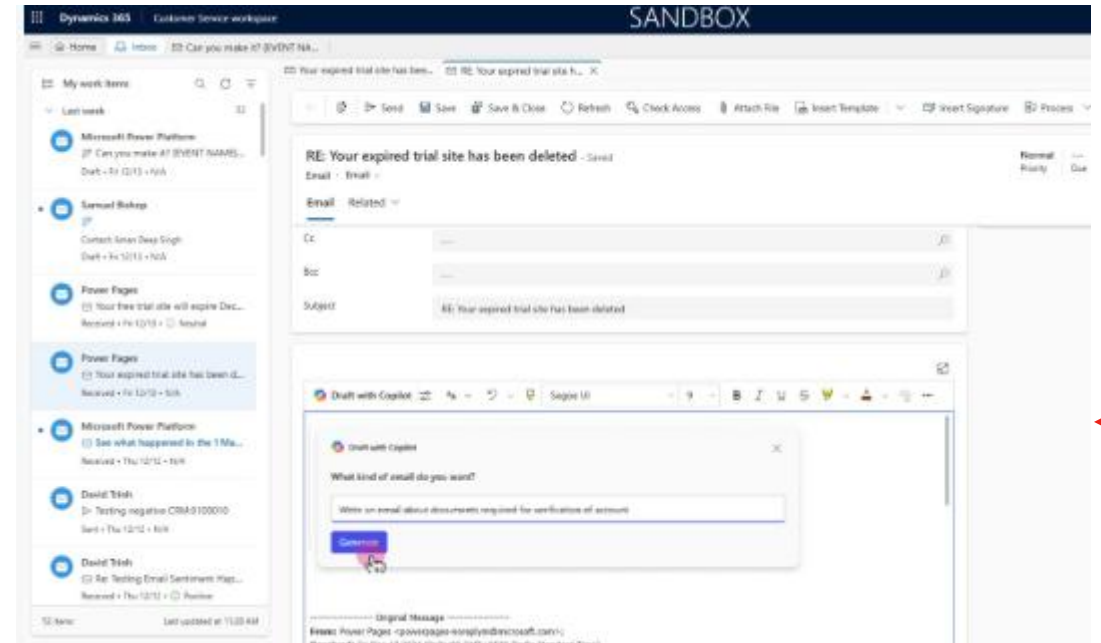 Dynamics 365 Customer Service workspace
SANDBOX
Home Inbox Can you make it? (EVENT NA...
Your expired trial site has been... RE: Your expired trial site h...
My work items
Send Save Save & Close Refresh Check Access Attach File Insert Template Insert Signature Process
Last week
Microsoft Power Platform
Can you make it? (EVENT NAME)...
Draft • Fri 12/13 • N/A
RE: Your expired trial site has been deleted - Saved
Email · Email
Normal
Priority Due
Email Related
Samuel Bishop
Contact: Aman Deep Singh
Draft • Fri 12/13 • N/A
Cc
Bcc
Subject RE: Your expired trial site has been deleted
Power Pages
Your free trial site will expire Dec...
Received • Fri 12/13 • Neutral
Power Pages
Your expired trial site has been d...
Received • Fri 12/13 • N/A
Draft with Copilot Segoe UI 9 B I U S
Microsoft Power Platform
See what happened in the 1 Ma...
Received • Thu 12/12 • N/A
Draft with Copilot
What kind of email do you want?
Write an email about documents required for verification of account
Generate
David Trinh
Testing negative
Sent • Thu 12/12 • N/A
David Trinh
Re: Testing Email Sentiment Hap...
Received • Thu 12/12 • Positive
Original Message
From: Power Pages
items Last updated at 11:20 AM